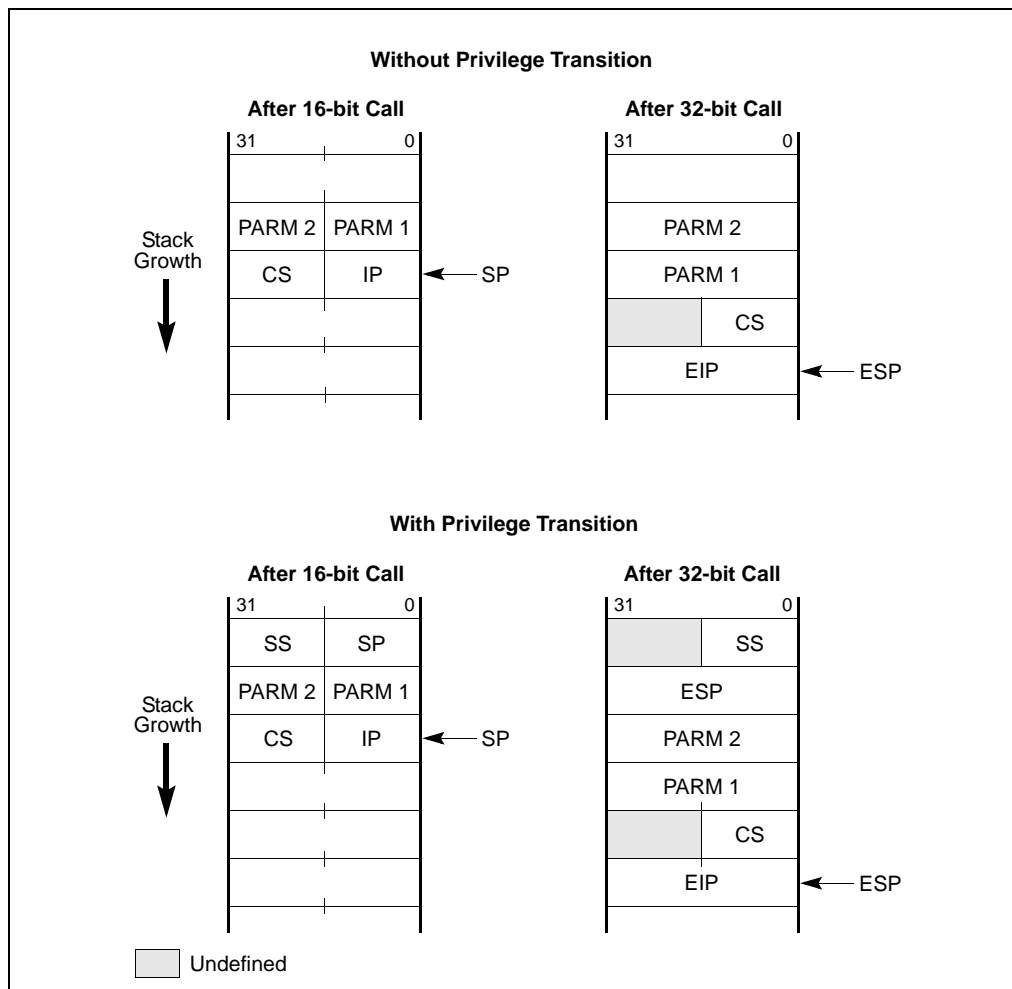 Without Privilege Transition
After 16-bit Call
After 32-bit Call
31 0
31 0
PARM 2 PARM 1
PARM 2
Stack
Growth
CS IP
SP
PARM 1
CS
EIP
ESP
With Privilege Transition
After 16-bit Call
After 32-bit Call
31 0
31 0
SS SP
SS
PARM 2 PARM 1
ESP
Stack
Growth
CS IP
SP
PARM 2
PARM 1
CS
EIP
ESP
Undefined